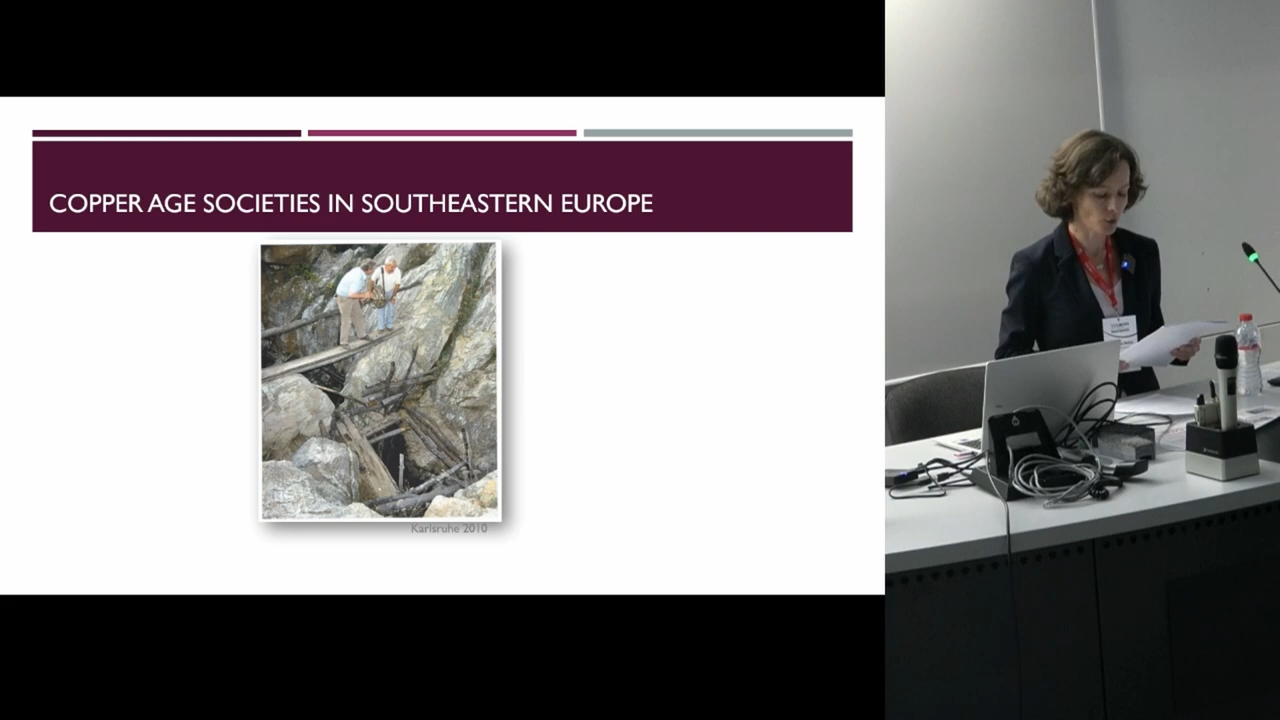 COPPER AGE SOCIETIES IN SOUTHEASTERN EUROPE
Karlsruhe 2010